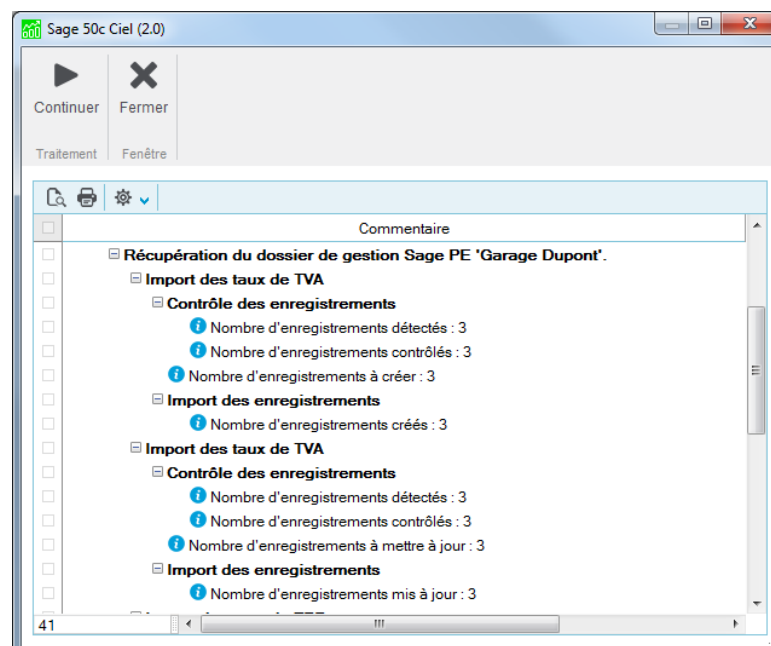 Sage 50c Ciel (2.0)
Continuer Fermer
Traitement Fenêtre
Commentaire
Récupération du dossier de gestion Sage PE 'Garage Dupont'.
Import des taux de TVA
Contrôle des enregistrements
Nombre d'enregistrements détectés : 3
Nombre d'enregistrements contrôlés : 3
Nombre d'enregistrements à créer : 3
Import des enregistrements
Nombre d'enregistrements créés : 3
Import des taux de TVA
Contrôle des enregistrements
Nombre d'enregistrements détectés : 3
Nombre d'enregistrements contrôlés : 3
Nombre d'enregistrements à mettre à jour : 3
Import des enregistrements
Nombre d'enregistrements mis à jour : 3
41